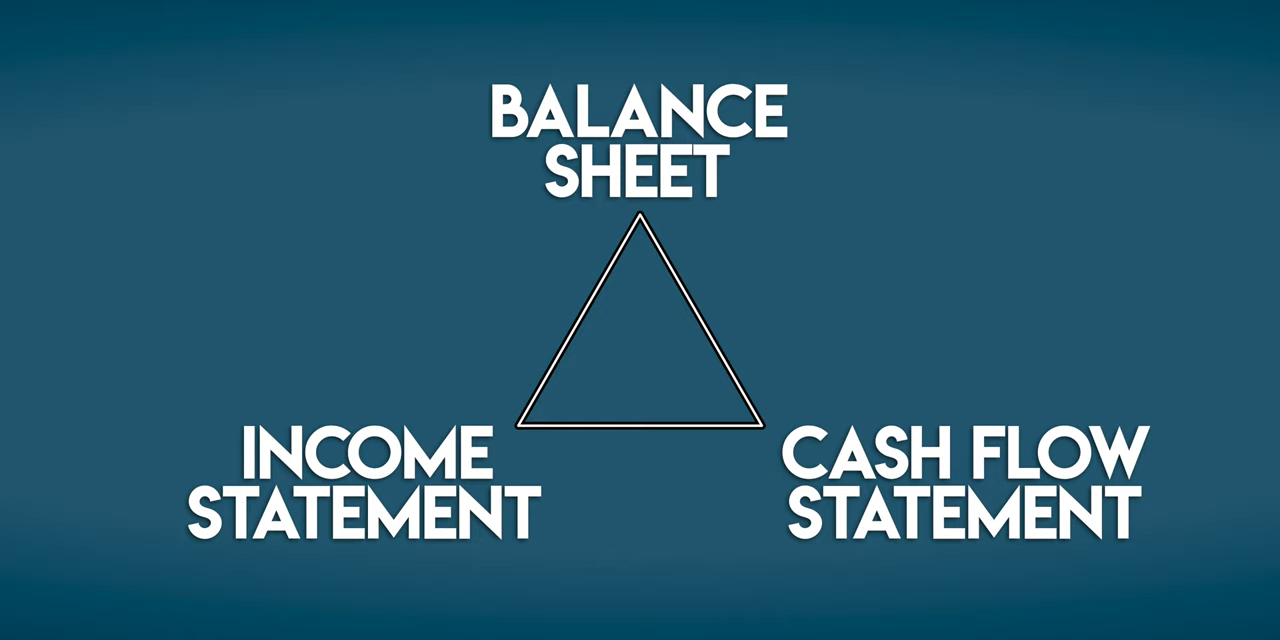 BALANCE
SHEET
INCOME
STATEMENT
CASH FLOW
STATEMENT